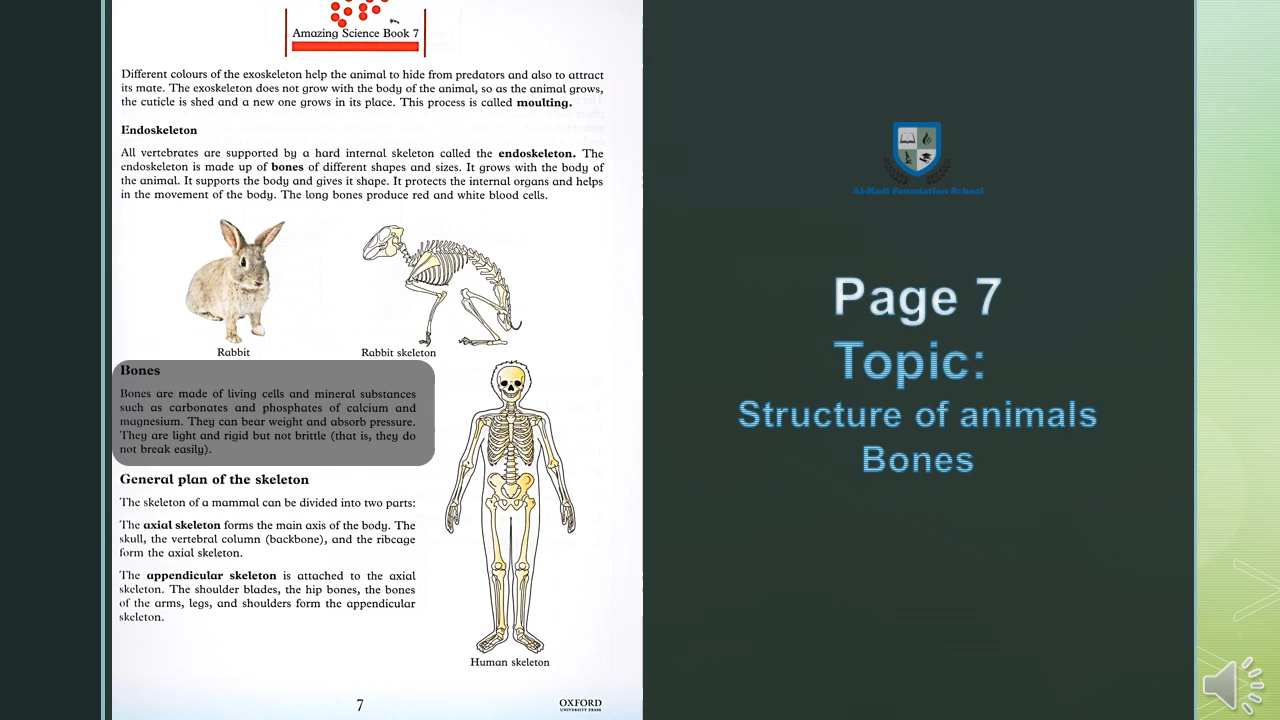 Amazing Science Book 7
Different colours of the exoskeleton help the animal to hide from predators and also to attract
its mate. The exoskeleton does not grow with the body of the animal, so as the animal grows,
the cuticle is shed and a new one grows in its place. This process is called moulting.
Endoskeleton
All vertebrates are supported by a hard internal skeleton called the endoskeleton. The
endoskeleton is made up of bones of different shapes and sizes. It grows with the body of
the animal. It supports the body and gives it shape. It protects the internal organs and helps
in the movement of the body. The long bones produce red and white blood cells.
Rabbit
Rabbit skeleton
Bones
Bones are made of living cells and mineral substances
such as carbonates and phosphates of calcium and
magnesium. They can bear weight and absorb pressure.
They are light and rigid but not brittle (that is, they do
not break easily).
General plan of the skeleton
The skeleton of a mammal can be divided into two parts:
The axial skeleton forms the main axis of the body. The
skull, the vertebral column (backbone), and the ribcage
form the axial skeleton.
The appendicular skeleton is attached to the axial
skeleton. The shoulder blades, the hip bones, the bones
of the arms, legs, and shoulders form the appendicular
skeleton.
Human skeleton
7
OXFORD
UNIVERSITY PRESS
Al-Hadi Foundation School
Page 7
Topic:
Structure of animals
Bones